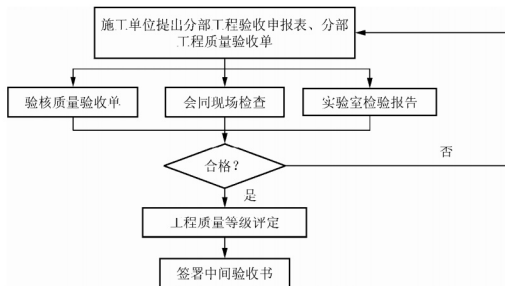 施工单位提出分部工程验收申报表、分部
工程质量验收单
验核质量验收单
会同现场检查
实验室检验报告
合格?
否
是
工程质量等级评定
签署中间验收书